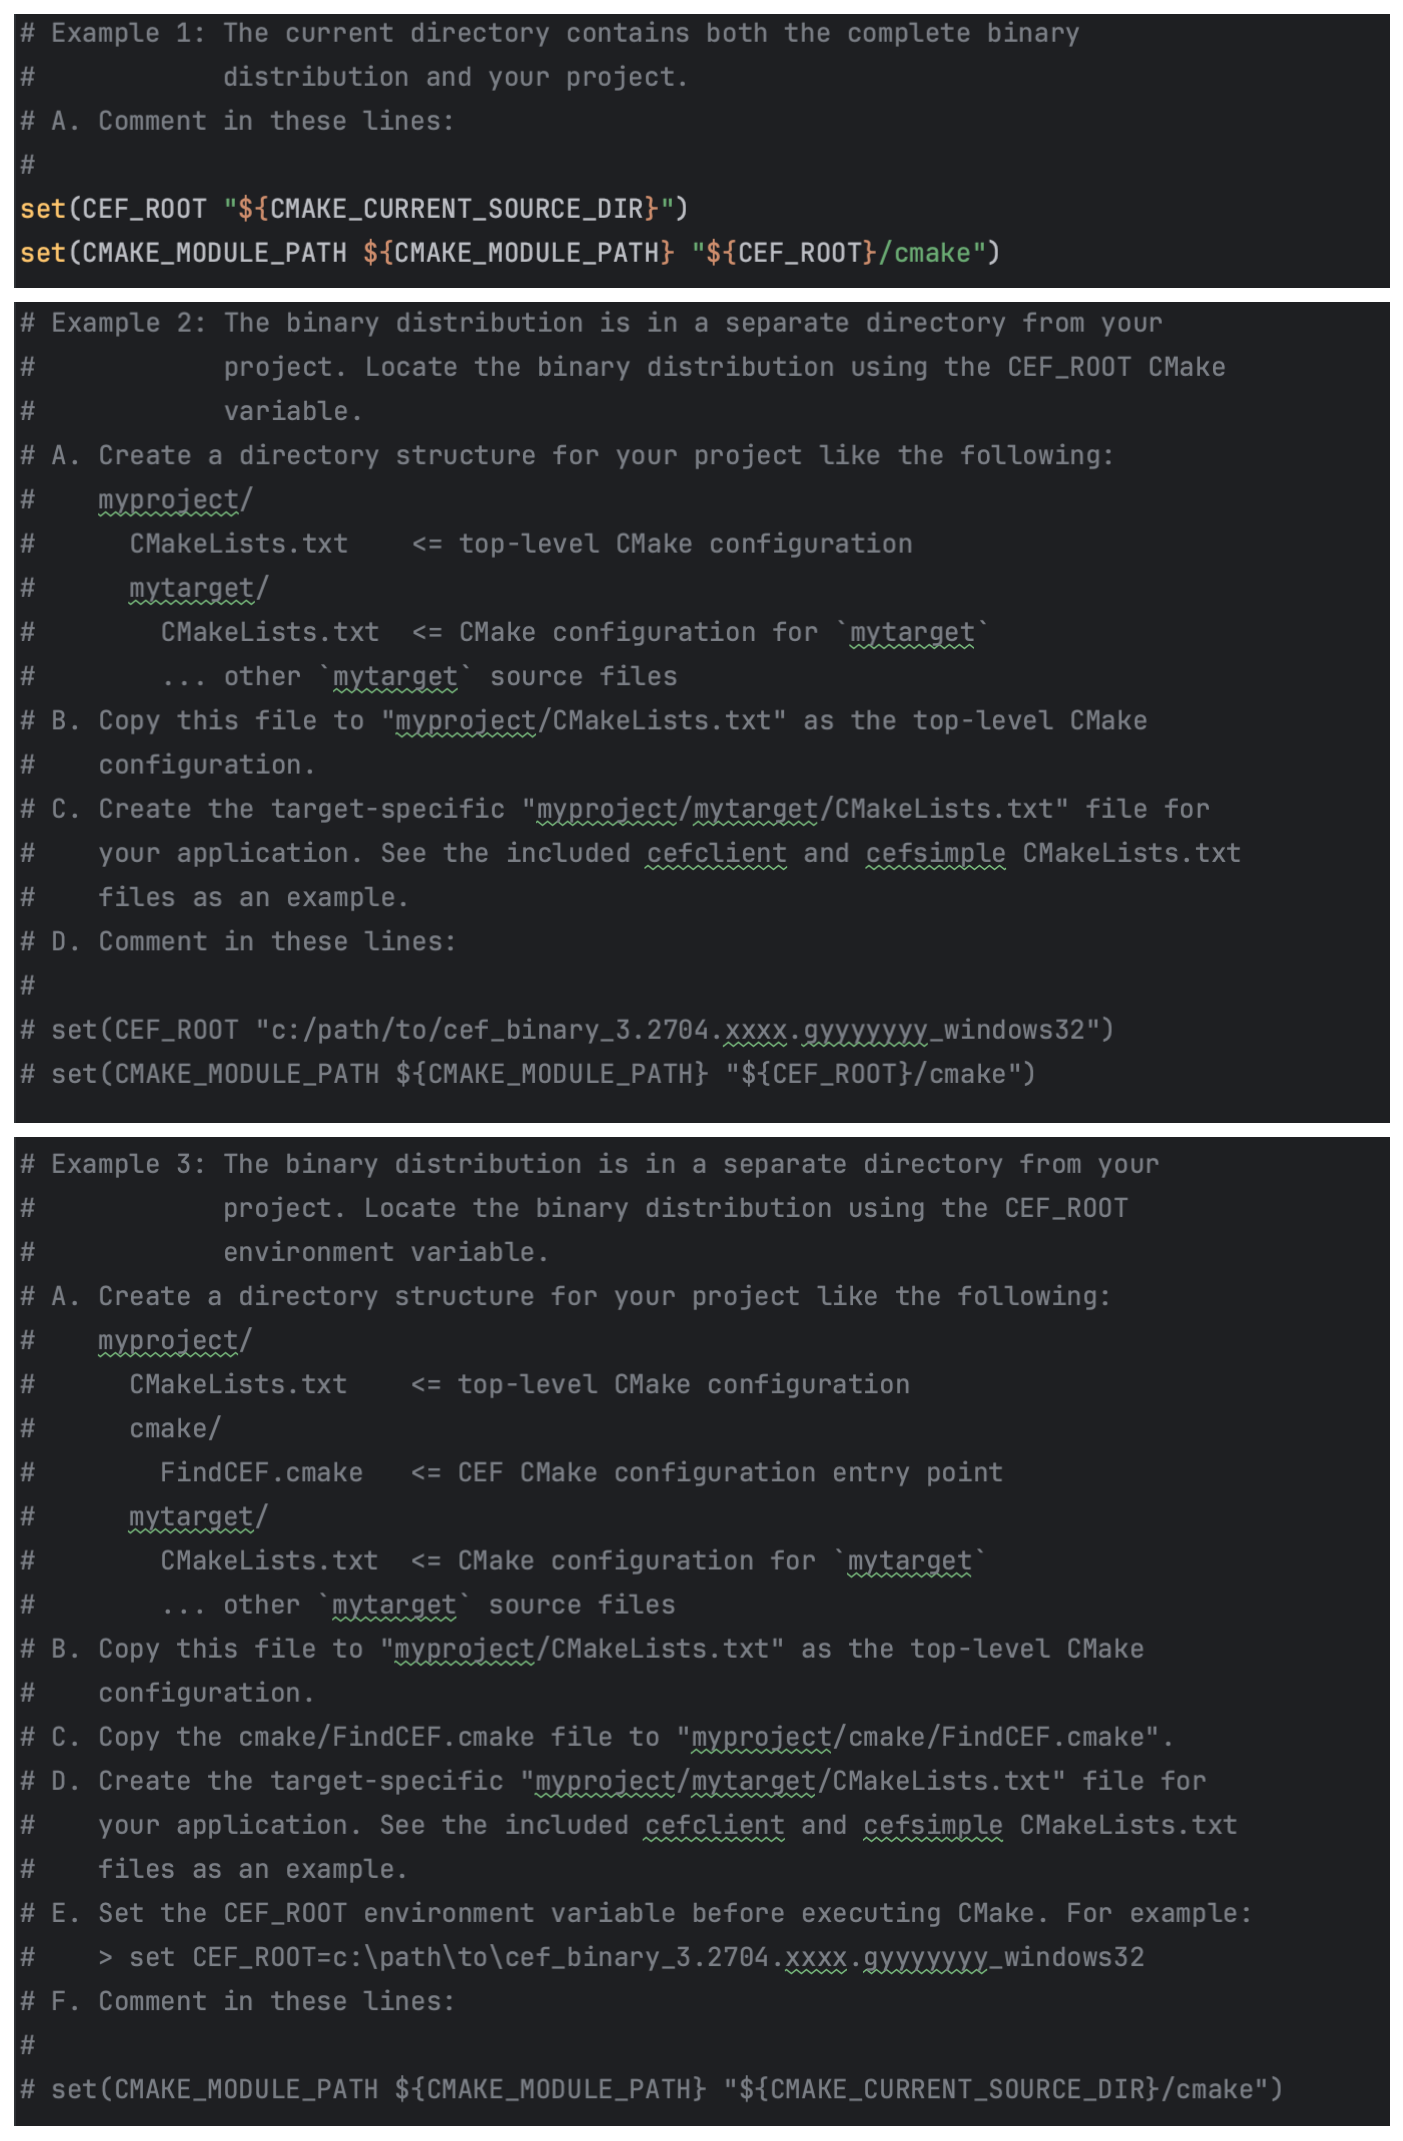 # Example 1: The current directory contains both the complete binary
#            distribution and your project.
# A. Comment in these lines:
#
set(CEF_ROOT "${CMAKE_CURRENT_SOURCE_DIR}")
set(CMAKE_MODULE_PATH ${CMAKE_MODULE_PATH} "${CEF_ROOT}/cmake")
# Example 2: The binary distribution is in a separate directory from your
#            project. Locate the binary distribution using the CEF_ROOT CMake
#            variable.
# A. Create a directory structure for your project like the following:
#    myproject/
#      CMakeLists.txt    <= top-level CMake configuration
#      mytarget/
#        CMakeLists.txt  <= CMake configuration for `mytarget`
#        ... other `mytarget` source files
# B. Copy this file to "myproject/CMakeLists.txt" as the top-level CMake
#    configuration.
# C. Create the target-specific "myproject/mytarget/CMakeLists.txt" file for
#    your application. See the included cefclient and cefsimple CMakeLists.txt
#    files as an example.
# D. Comment in these lines:
#
# set(CEF_ROOT "c:/path/to/cef_binary_3.2704.xxxx.gyyyyyyy_windows32")
# set(CMAKE_MODULE_PATH ${CMAKE_MODULE_PATH} "${CEF_ROOT}/cmake")
# Example 3: The binary distribution is in a separate directory from your
#            project. Locate the binary distribution using the CEF_ROOT
#            environment variable.
# A. Create a directory structure for your project like the following:
#    myproject/
#      CMakeLists.txt    <= top-level CMake configuration
#      cmake/
#        FindCEF.cmake   <= CEF CMake configuration entry point
#      mytarget/
#        CMakeLists.txt  <= CMake configuration for `mytarget`
#        ... other `mytarget` source files
# B. Copy this file to "myproject/CMakeLists.txt" as the top-level CMake
#    configuration.
# C. Copy the cmake/FindCEF.cmake file to "myproject/cmake/FindCEF.cmake".
# D. Create the target-specific "myproject/mytarget/CMakeLists.txt" file for
#    your application. See the included cefclient and cefsimple CMakeLists.txt
#    files as an example.
# E. Set the CEF_ROOT environment variable before executing CMake. For example:
#    > set CEF_ROOT=c:\path\to\cef_binary_3.2704.xxxx.gyyyyyyy_windows32
# F. Comment in these lines:
#
# set(CMAKE_MODULE_PATH ${CMAKE_MODULE_PATH} "${CMAKE_CURRENT_SOURCE_DIR}/cmake")